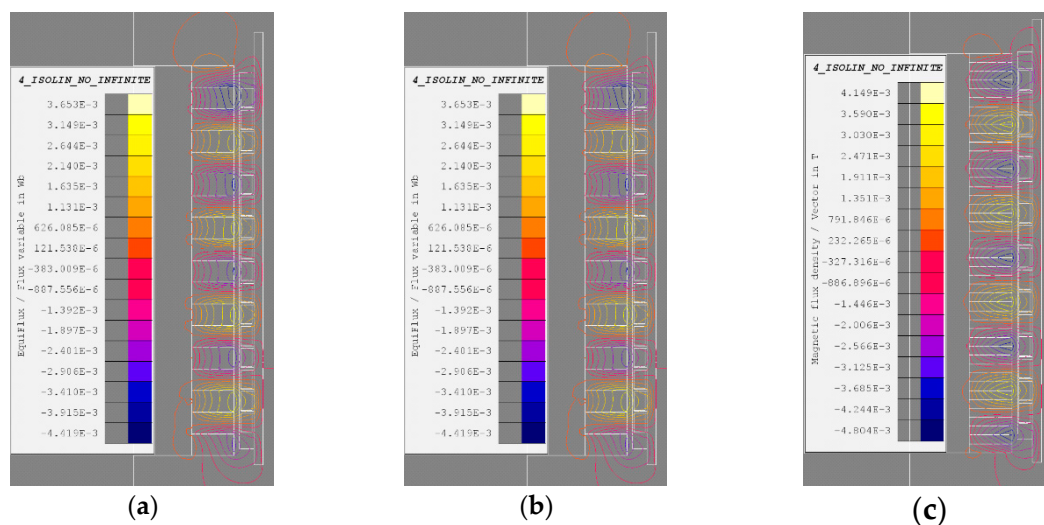 4_ISOLIN_NO_INFINITE
EquiFlux / Flux variable in Wb
3.653E-3
3.149E-3
2.644E-3
2.140E-3
1.635E-3
1.131E-3
626.085E-6
121.538E-6
-383.009E-6
-887.556E-6
-1.392E-3
-1.897E-3
-2.401E-3
-2.906E-3
-3.410E-3
-3.915E-3
-4.419E-3
(a)
4_ISOLIN_NO_INFINITE
EquiFlux / Flux variable in Wb
3.653E-3
3.149E-3
2.644E-3
2.140E-3
1.635E-3
1.131E-3
626.085E-6
121.538E-6
-383.009E-6
-887.556E-6
-1.392E-3
-1.897E-3
-2.401E-3
-2.906E-3
-3.410E-3
-3.915E-3
-4.419E-3
(b)
4_ISOLIN_NO_INFINITE
Magnetic flux density / Vector in T
4.149E-3
3.590E-3
3.030E-3
2.471E-3
1.911E-3
1.351E-3
791.846E-6
232.265E-6
-327.316E-6
-886.896E-6
-1.446E-3
-2.006E-3
-2.566E-3
-3.125E-3
-3.685E-3
-4.244E-3
-4.804E-3
(c)